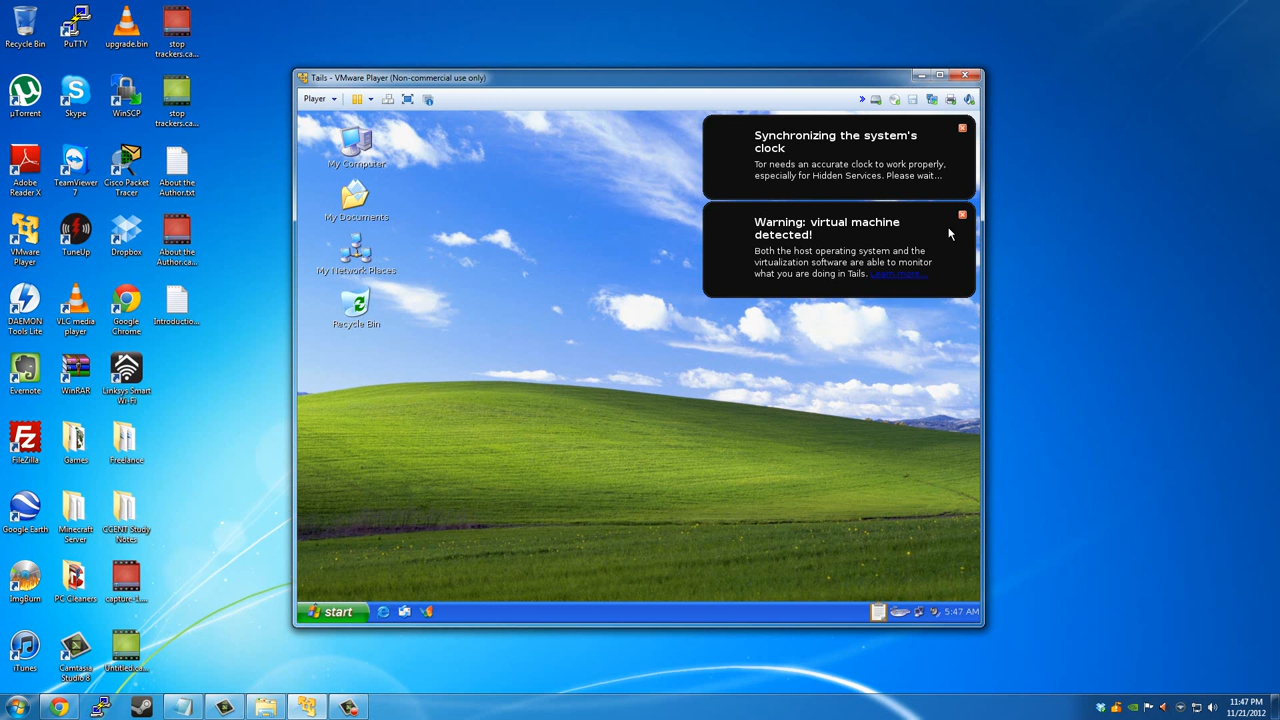 Recycle Bin
PuTTY
upgrade.bin
stop
trackers.ca...
µTorrent
Skype
WinSCP
stop
trackers.ca...
Adobe
Reader X
TeamViewer
7
Cisco Packet
Tracer
About the
Author.txt
VMware
Player
TuneUp
Dropbox
About the
Author.ca...
DAEMON
Tools Lite
VLC media
player
Google
Chrome
Introductio...
Evernote
WinRAR
Linksys Smart
Wi-Fi
FileZilla
Games
Freelance
Google Earth
Minecraft
Server
CCENT Study
Notes
ImgBurn
PC Cleaners
capture-1....
iTunes
Camtasia
Studio 8
Untitled.ca...
Tails - VMware Player (Non-commercial use only)
Player
My Computer
My Documents
My Network Places
Recycle Bin
Synchronizing the system's
clock
Tor needs an accurate clock to work properly,
especially for Hidden Services. Please wait...
Warning: virtual machine
detected!
Both the host operating system and the
virtualization software are able to monitor
what you are doing in Tails. Learn more...
start
5:47 AM
11:47 PM
11/21/2012